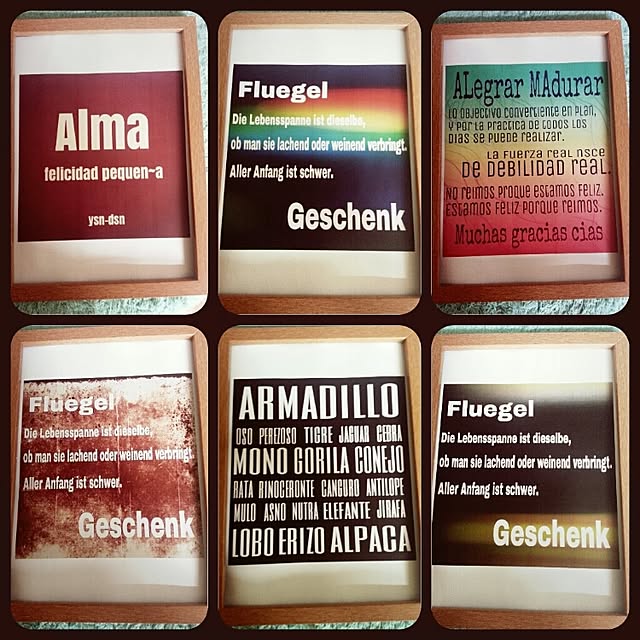 Alma
felicidad pequen~a
ysn-dsn
Fluegel
Die Lebensspanne ist dieselbe,
ob man sie lachend oder weinend verbringt.
Aller Anfang ist schwer.
Geschenk
ALegrar MAdurar
Lo objectivo convertiente en plan,
y por la practica de todos los
dias se puede realizar.
La fuerza real nsce
de debilidad real.
No reimos proque estamos feliz.
Estamos feliz porque reimos.
Muchas gracias cias
Fluegel
Die Lebensspanne ist dieselbe,
ob man sie lachend oder weinend verbringt.
Aller Anfang ist schwer.
Geschenk
ARMADILLO
OSO PEREZOSO TIGRE JAGUAR CEBRA
MONO GORILA CONEJO
RATA RINOCERONTE CANGURO ANTILOPE
MULO ASNO NUTRA ELEFANTE JIRAFA
LOBO ERIZO ALPACA
Fluegel
Die Lebensspanne ist dieselbe,
ob man sie lachend oder weinend verbringt.
Aller Anfang ist schwer.
Geschenk